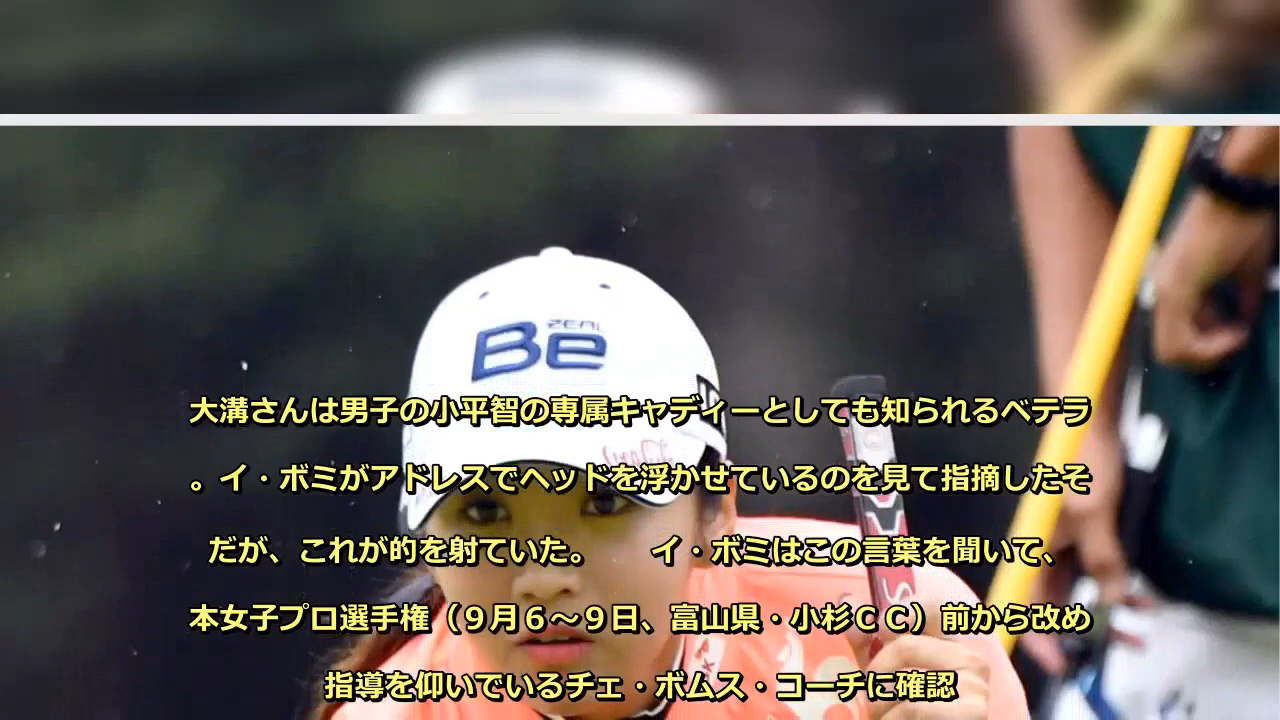 ZEAL
Be
大溝さんは男子の小平智の専属キャディーとしても知られるベテラ
。イ・ボミがアドレスでヘッドを浮かせているのを見て指摘したそ
だが、これが的を射ていた。　　イ・ボミはこの言葉を聞いて、
本女子プロ選手権（９月６～９日、富山県・小杉ＣＣ）前から改め
指導を仰いでいるチェ・ボムス・コーチに確認